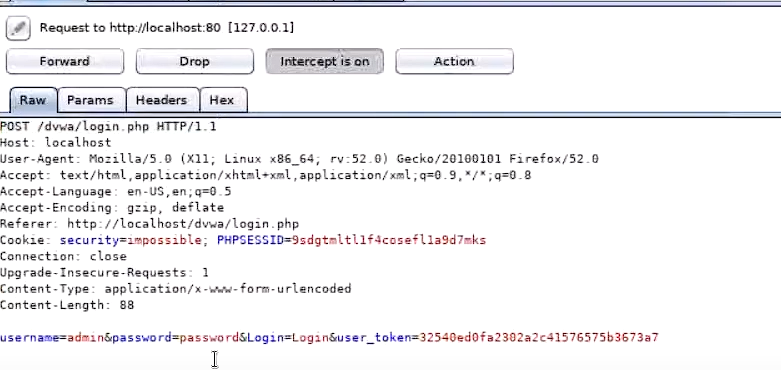 Request to http://localhost:80 [127.0.0.1]
Forward Drop Intercept is on Action
Raw Params Headers Hex
POST /dvwa/login.php HTTP/1.1
Host: localhost
User-Agent: Mozilla/5.0 (X11; Linux x86_64; rv:52.0) Gecko/20100101 Firefox/52.0
Accept: text/html,application/xhtml+xml,application/xml;q=0.9,*/*;q=0.8
Accept-Language: en-US,en;q=0.5
Accept-Encoding: gzip, deflate
Referer: http://localhost/dvwa/login.php
Cookie: security=impossible; PHPSESSID=9sdgtmltl1f4cosefl1a9d7mks
Connection: close
Upgrade-Insecure-Requests: 1
Content-Type: application/x-www-form-urlencoded
Content-Length: 88
username=admin&password=password&Login=Login&user_token=32540ed0fa2302a2c41576575b3673a7